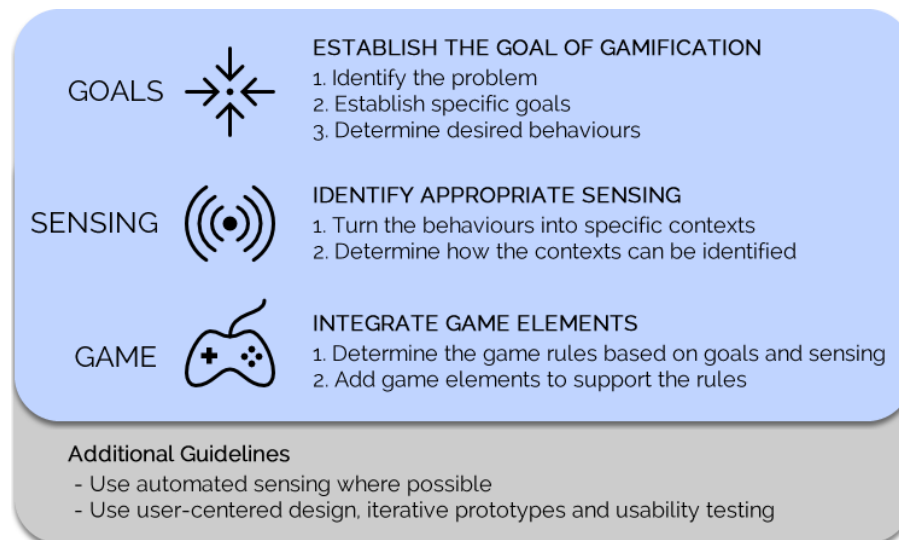 GOALS
ESTABLISH THE GOAL OF GAMIFICATION
1. Identify the problem
2. Establish specific goals
3. Determine desired behaviours
SENSING
IDENTIFY APPROPRIATE SENSING
1. Turn the behaviours into specific contexts
2. Determine how the contexts can be identified
GAME
INTEGRATE GAME ELEMENTS
1. Determine the game rules based on goals and sensing
2. Add game elements to support the rules
Additional Guidelines
- Use automated sensing where possible
- Use user-centered design, iterative prototypes and usability testing